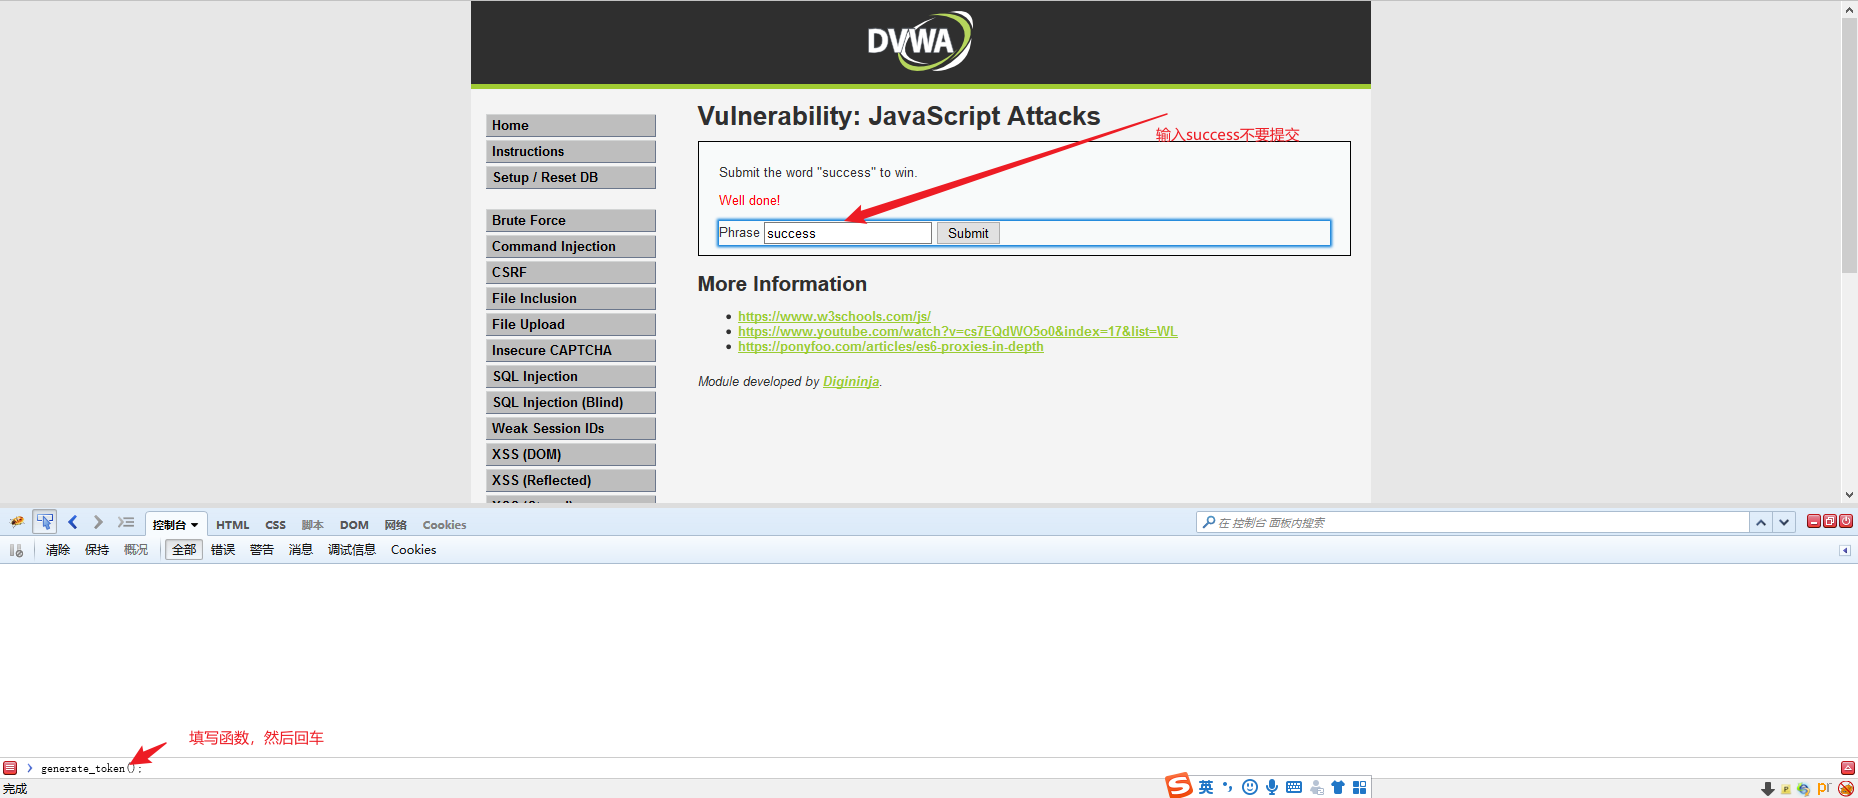 DVWA
Vulnerability: JavaScript Attacks
输入success不要提交
Home
Instructions
Setup / Reset DB
Brute Force
Command Injection
CSRF
File Inclusion
File Upload
Insecure CAPTCHA
SQL Injection
SQL Injection (Blind)
Weak Session IDs
XSS (DOM)
XSS (Reflected)
Submit the word "success" to win.
Well done!
Phrase success Submit
More Information
https://www.w3schools.com/js/
https://www.youtube.com/watch?v=cs7EQdWO5o0&index=17&list=WL
https://ponyfoo.com/articles/es6-proxies-in-depth
Module developed by Digininja.
控制台 HTML CSS 脚本 DOM 网络 Cookies 在 控制台 面板内搜索
清除 保持 概况 全部 错误 警告 消息 调试信息 Cookies
填写函数，然后回车
generate_token();
完成 S 英 P pr